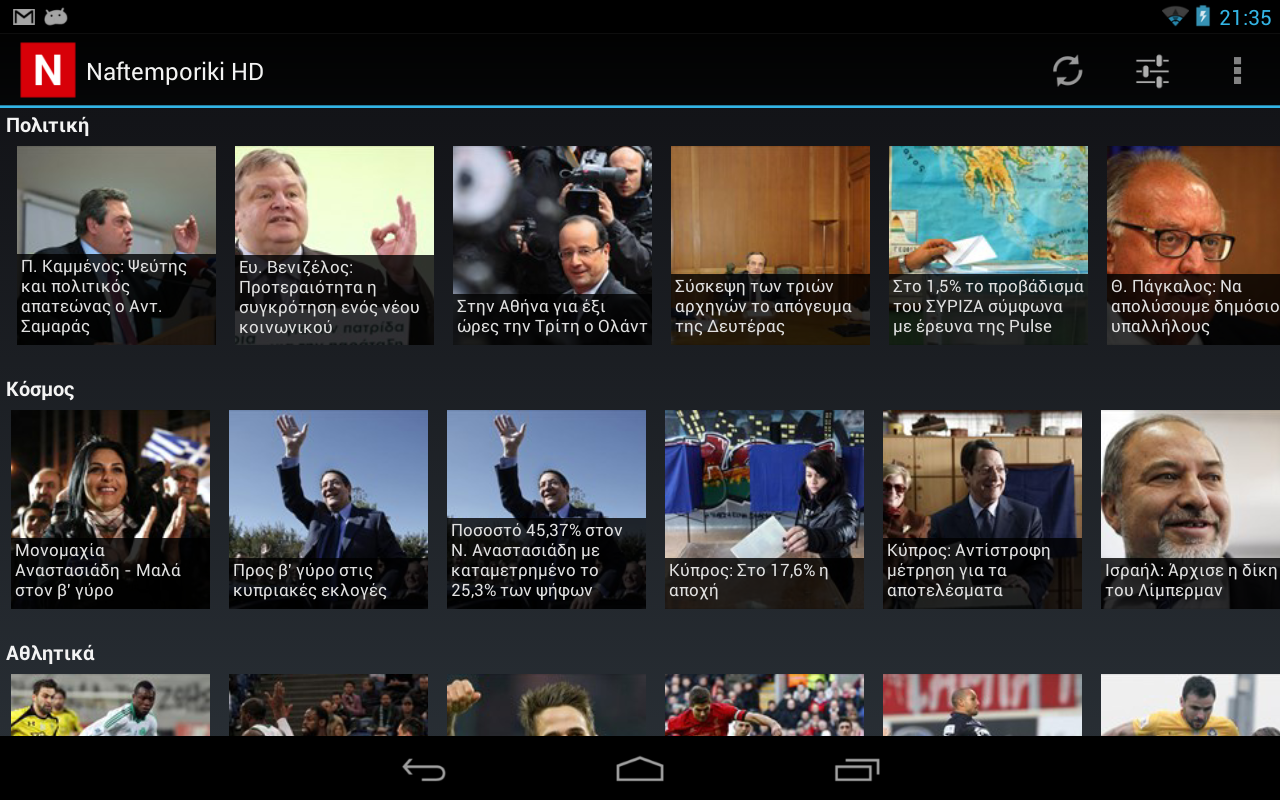 21:35
N
Naftemporiki HD
Πολιτική
Π. Καμμένος: Ψεύτης
και πολιτικός
απατεώνας ο Αντ.
Σαμαράς
Ευ. Βενιζέλος:
Προτεραιότητα η
συγκρότηση ενός νέου
κοινωνικού
Στην Αθήνα για έξι
ώρες την Τρίτη ο Ολάντ
Σύσκεψη των τριών
αρχηγών το απόγευμα
της Δευτέρας
Στο 1,5% το προβάδισμα
του ΣΥΡΙΖΑ σύμφωνα
με έρευνα της Pulse
Θ. Πάγκαλος: Να
απολύσουμε δημόσιο
υπαλλήλους
Κόσμος
Μονομαχία
Αναστασιάδη - Μαλά
στον β' γύρο
Προς β' γύρο στις
κυπριακές εκλογές
Ποσοστό 45,37% στον
Ν. Αναστασιάδη με
καταμετρημένο το
25,3% των ψήφων
Κύπρος: Στο 17,6% η
αποχή
Κύπρος: Αντίστροφη
μέτρηση για τα
αποτελέσματα
Ισραήλ: Άρχισε η δίκη
του Λίμπερμαν
Αθλητικά